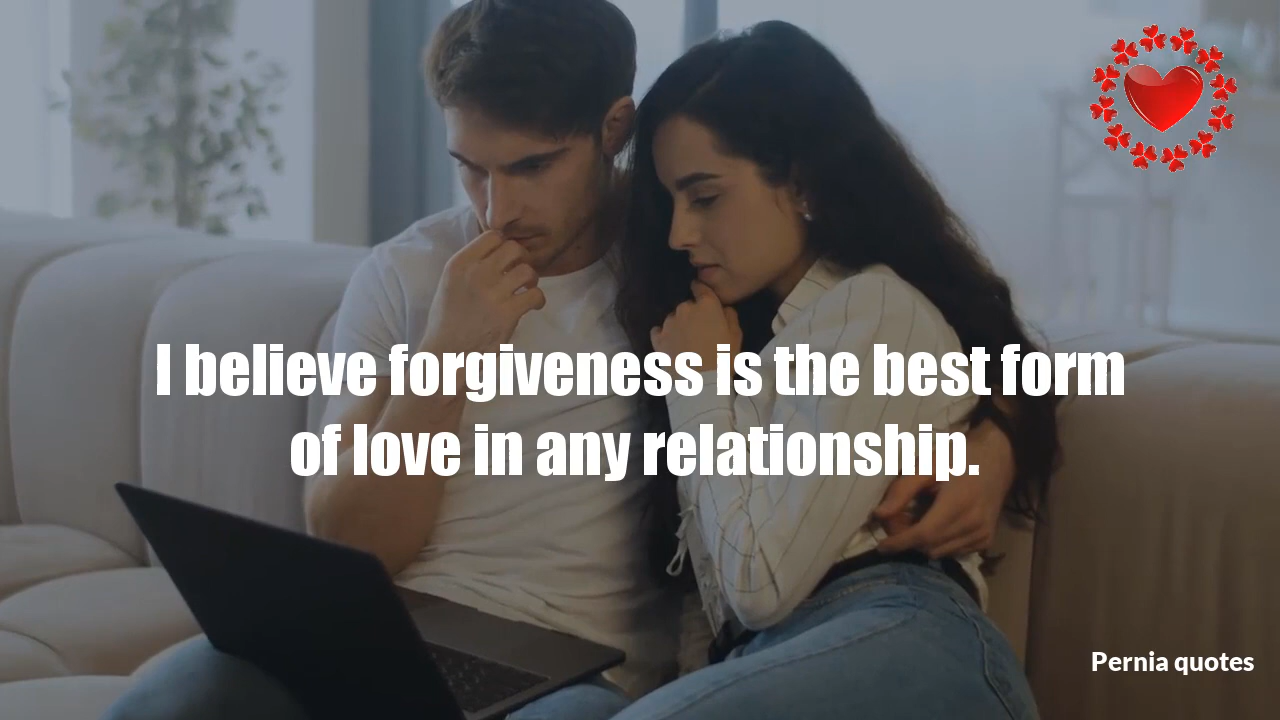 I believe forgiveness is the best form
of love in any relationship.
Pernia quotes